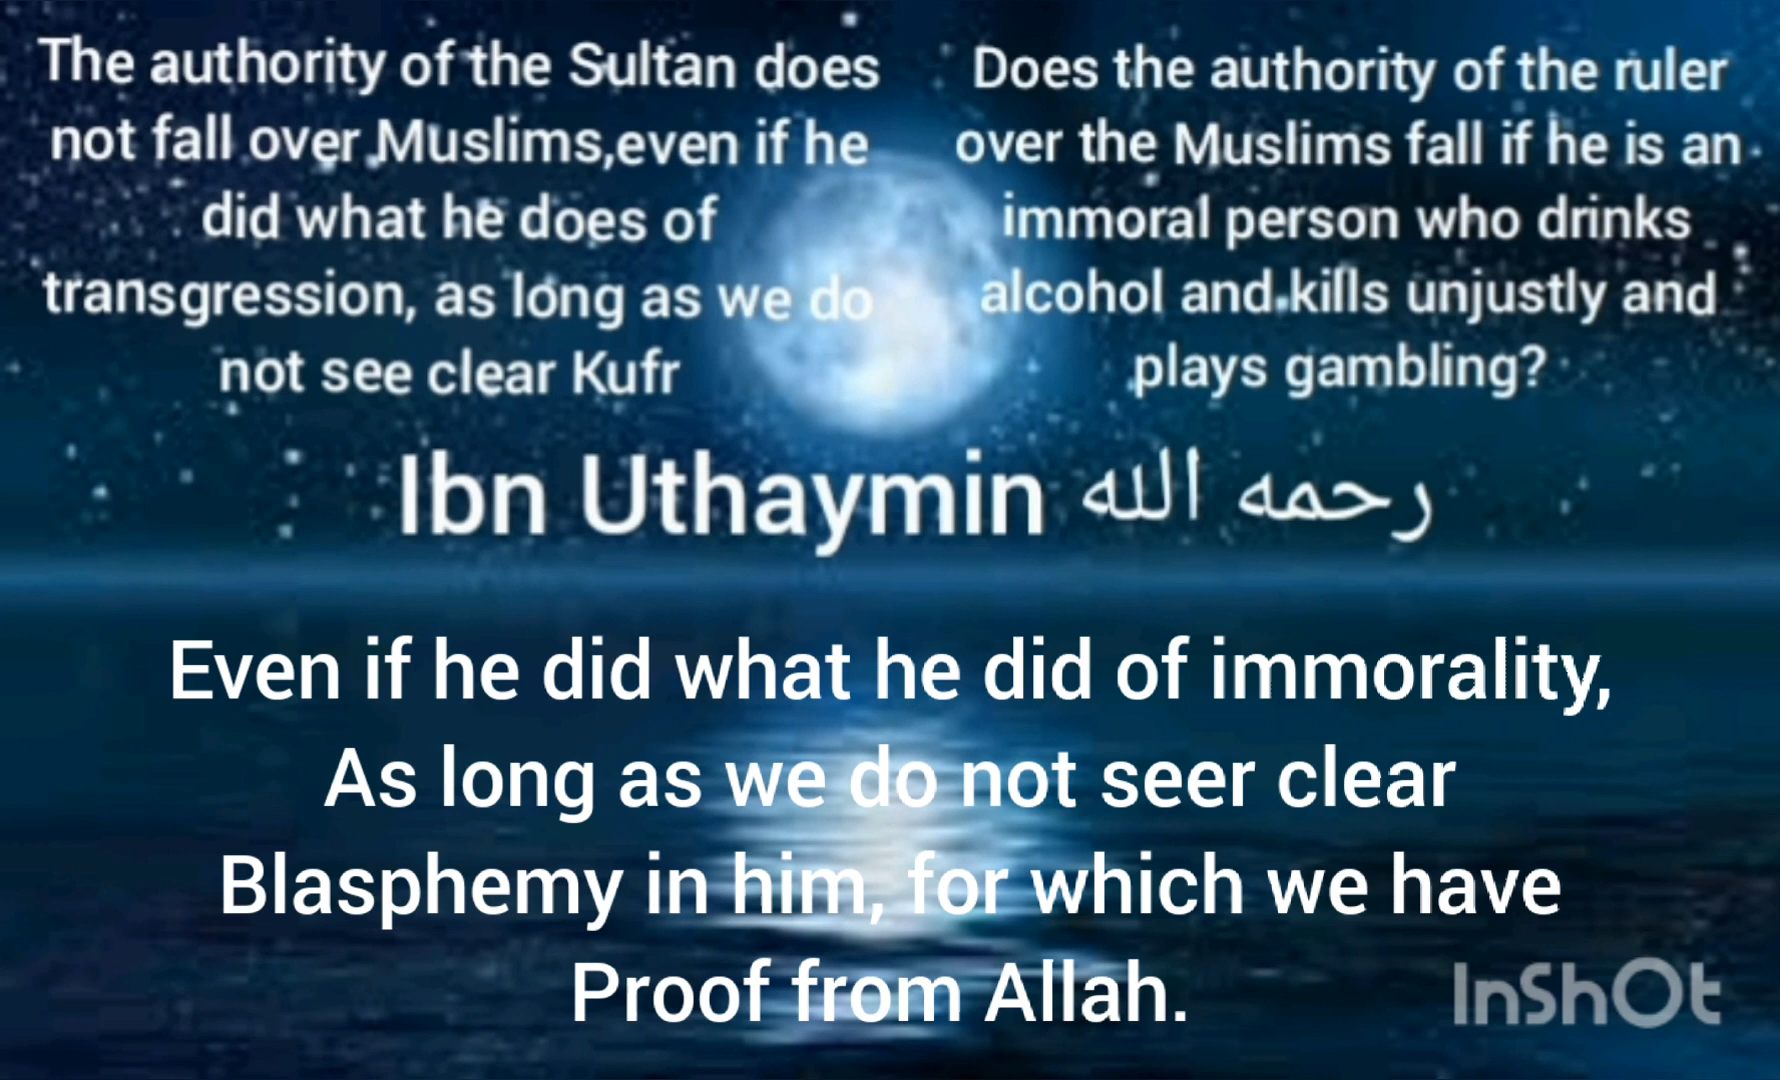 The authority of the Sultan does
not fall over Muslims,even if he
did what he does of
transgression, as long as we do
not see clear Kufr
Does the authority of the ruler
over the Muslims fall if he is an
immoral person who drinks
alcohol and kills unjustly and
plays gambling?
Ibn Uthaymin رحمه الله
Even if he did what he did of immorality,
As long as we do not seer clear
Blasphemy in him, for which we have
Proof from Allah.
InShOt